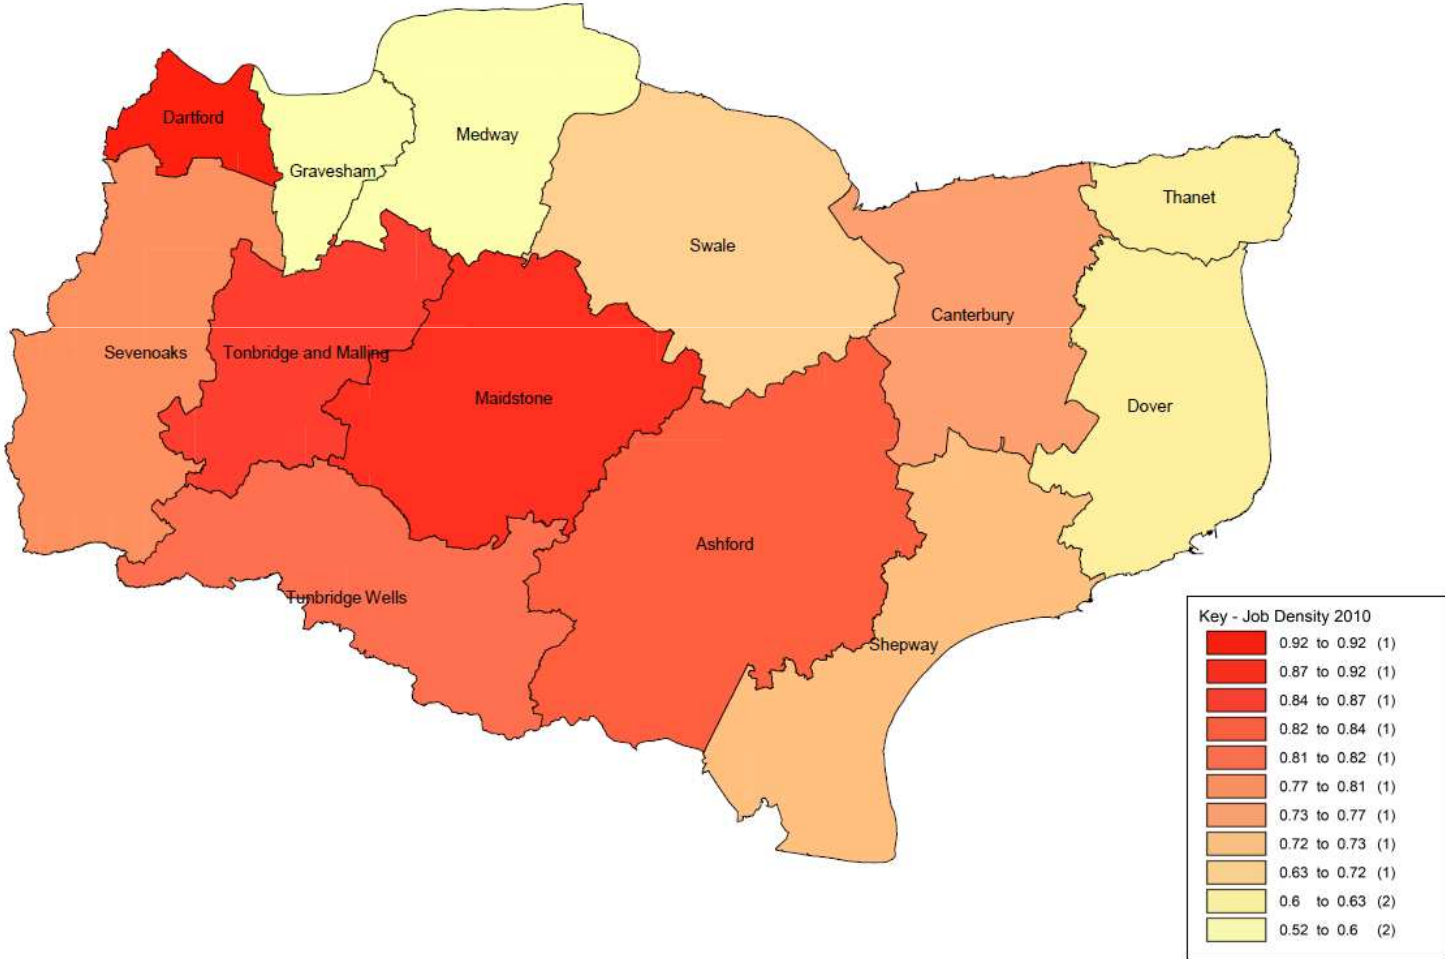 Dartford
Medway
Gravesham
Thanet
Swale
Canterbury
Sevenoaks
Tonbridge and Malling
Maidstone
Dover
Ashford
Tunbridge Wells
Shepway
Key - Job Density 2010
0.92 to 0.92 (1)
0.87 to 0.92 (1)
0.84 to 0.87 (1)
0.82 to 0.84 (1)
0.81 to 0.82 (1)
0.77 to 0.81 (1)
0.73 to 0.77 (1)
0.72 to 0.73 (1)
0.63 to 0.72 (1)
0.6 to 0.63 (2)
0.52 to 0.6 (2)